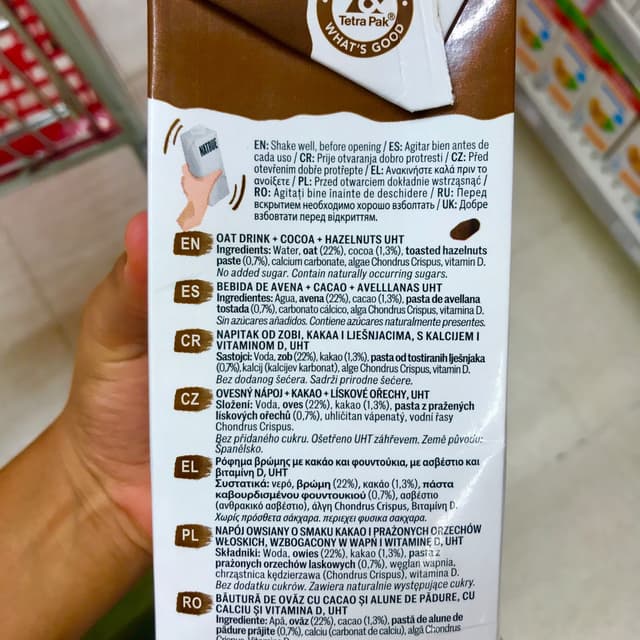 Tetra Pak®
WHAT'S GOOD
NATRUE
EN: Shake well, before opening / ES: Agitar bien antes de
cada uso / CR: Prije otvaranja dobro protresti / CZ: Před
otevřením dobře protřepte / EL: Ανακινήστε καλά πριν το
ανοίξετε / PL: Przed otwarciem dokładnie wstrząsnąć /
RO: Agitați bine înainte de deschidere / RU: Перед
вскрытием необходимо хорошо взболтать / UK: Добре
взбовтати перед відкриттям.
EN OAT DRINK + COCOA + HAZELNUTS UHT
Ingredients: Water, oat (22%), cocoa (1,3%), toasted hazelnuts
paste (0,7%), calcium carbonate, algae Chondrus Crispus, vitamin D.
No added sugar. Contain naturally occurring sugars.
ES BEBIDA DE AVENA + CACAO + AVELLLANAS UHT
Ingredientes: Agua, avena (22%), cacao (1,3%), pasta de avellana
tostada (0,7%), carbonato cálcico, alga Chondrus Crispus, vitamina D.
Sin azúcares añadidos. Contiene azúcares naturalmente presentes.
CR NAPITAK OD ZOBI, KAKAA I LJEŠNJACIMA, S KALCIJEM I
VITAMINOM D, UHT
Sastojci: Voda, zob (22%), kakao (1,3%), pasta od tostiranih lješnjaka
(0,7%), kalcij (kalcijev karbonat), alge Chondrus Crispus, vitamin D.
Bez dodanog šećera. Sadrži prirodne šećere.
CZ OVESNÝ NÁPOJ + KAKAO + LÍSKOVÉ OŘECHY, UHT
Složení: Voda, oves (22%), kakao (1,3%), pasta z pražených
lískových ořechů (0,7%), uhličitan vápenatý, vodní řasy
Chondrus Crispus.
Bez přidaného cukru. Ošetřeno UHT záhřevem. Země původu:
Španělsko.
EL Ρόφημα βρώμης με κακάο και φουντούκια, με ασβέστιο και
βιταμίνη D, UHT
Συστατικά: νερό, βρώμη (22%), κακάο (1,3%), πάστα
καβουρδισμένου φουντουκιού (0,7%), ασβέστιο
(ανθρακικό ασβέστιο), άλγη Chondrus Crispus, Βιταμίνη D.
Χωρίς πρόσθετα σάκχαρα. περιεχει φυσικα σακχαρα.
PL NAPÓJ OWSIANY O SMAKU KAKAO I PRAŻONYCH ORZECHÓW
WŁOSKICH, WZBOGACONY W WAPŃ I WITAMINĘ D, UHT
Składniki: Woda, owies (22%), kakao (1,3%), pasta z
prażonych orzechów laskowych (0,7%), węglan wapnia,
chrząstnica kędzierzawa (Chondrus Crispus), witamina D.
Bez dodatku cukrów. Zawiera naturalnie występujące cukry.
RO BĂUTURĂ DE OVĂZ CU CACAO ȘI ALUNE DE PĂDURE, CU
CALCIU ȘI VITAMINA D, UHT
Ingrediente: Apă, ovăz (22%), cacao (1,3%), pastă de alune de
pădure prăjite (0,7%), calciu (carbonat de calciu), algă Chondrus